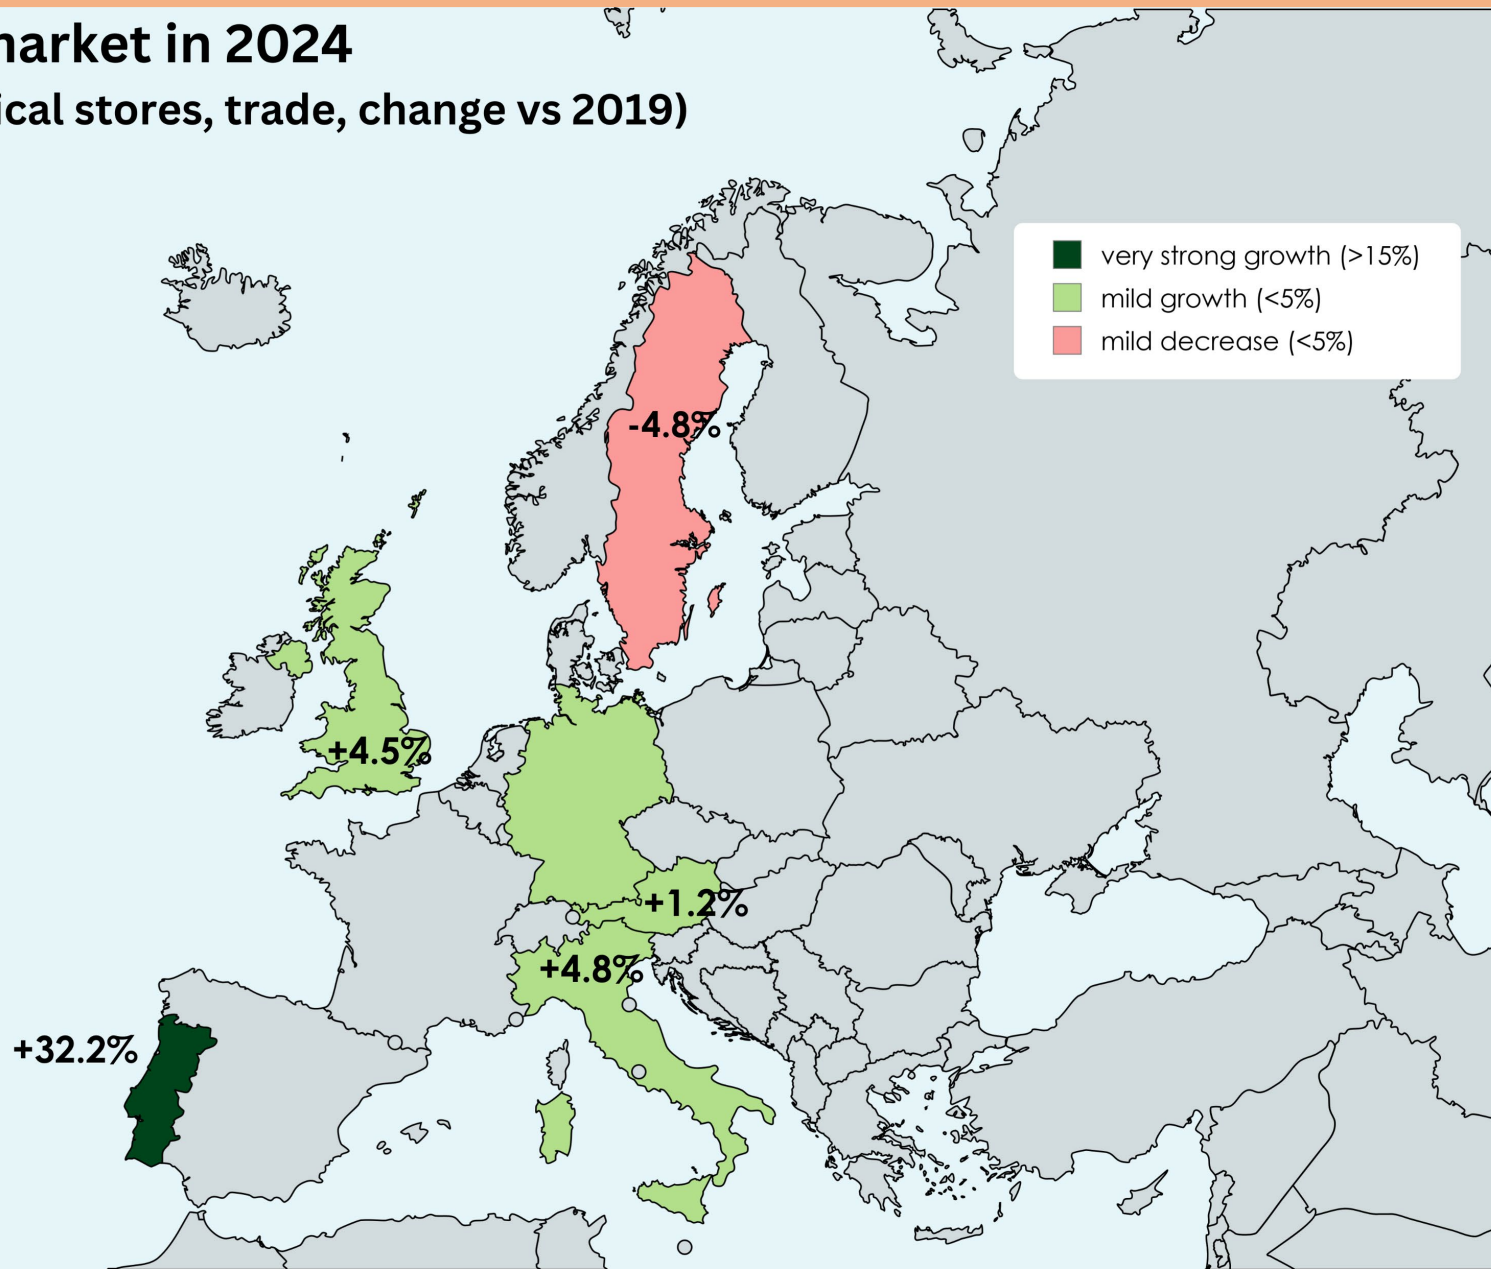 market in 2024
ical stores, trade, change vs 2019)
very strong growth (>15%)
mild growth (<5%)
mild decrease (<5%)
-4.8%
+4.5%
+1.2%
+4.8%
+32.2%